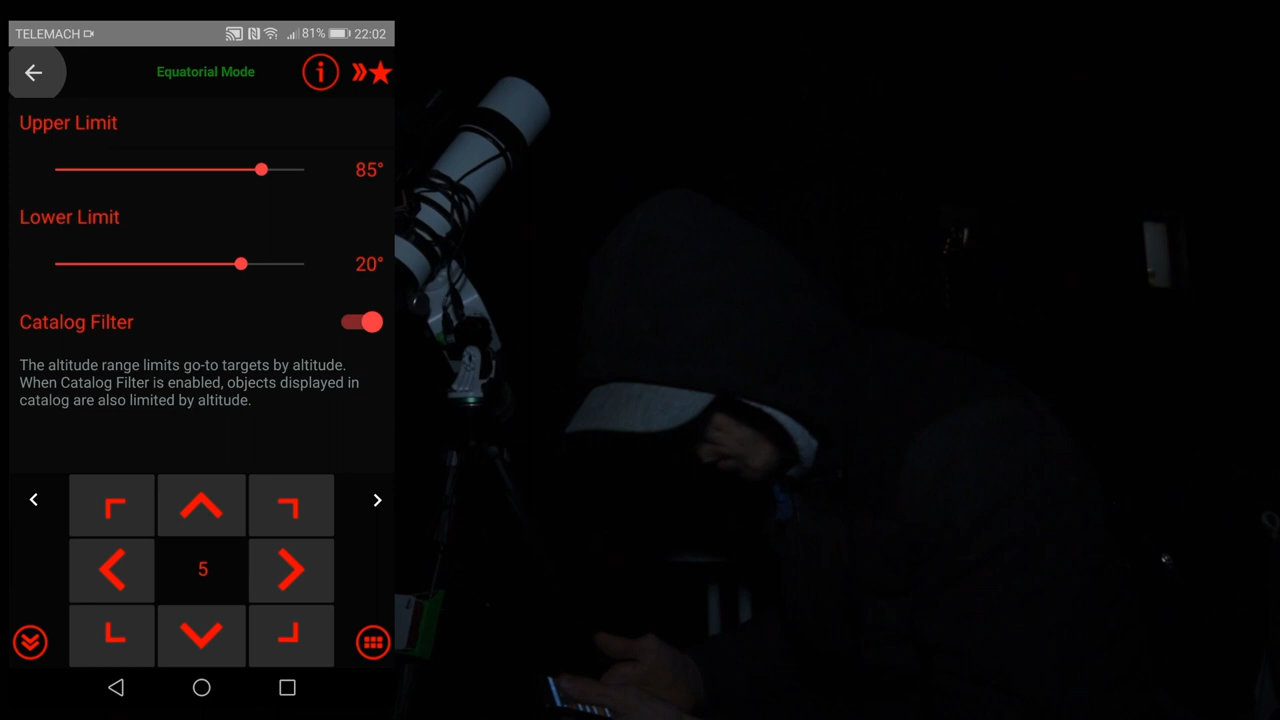 TELEMACH 81% 22:02
Equatorial Mode
Upper Limit
85°
Lower Limit
20°
Catalog Filter
The altitude range limits go-to targets by altitude.
When Catalog Filter is enabled, objects displayed in
catalog are also limited by altitude.
5